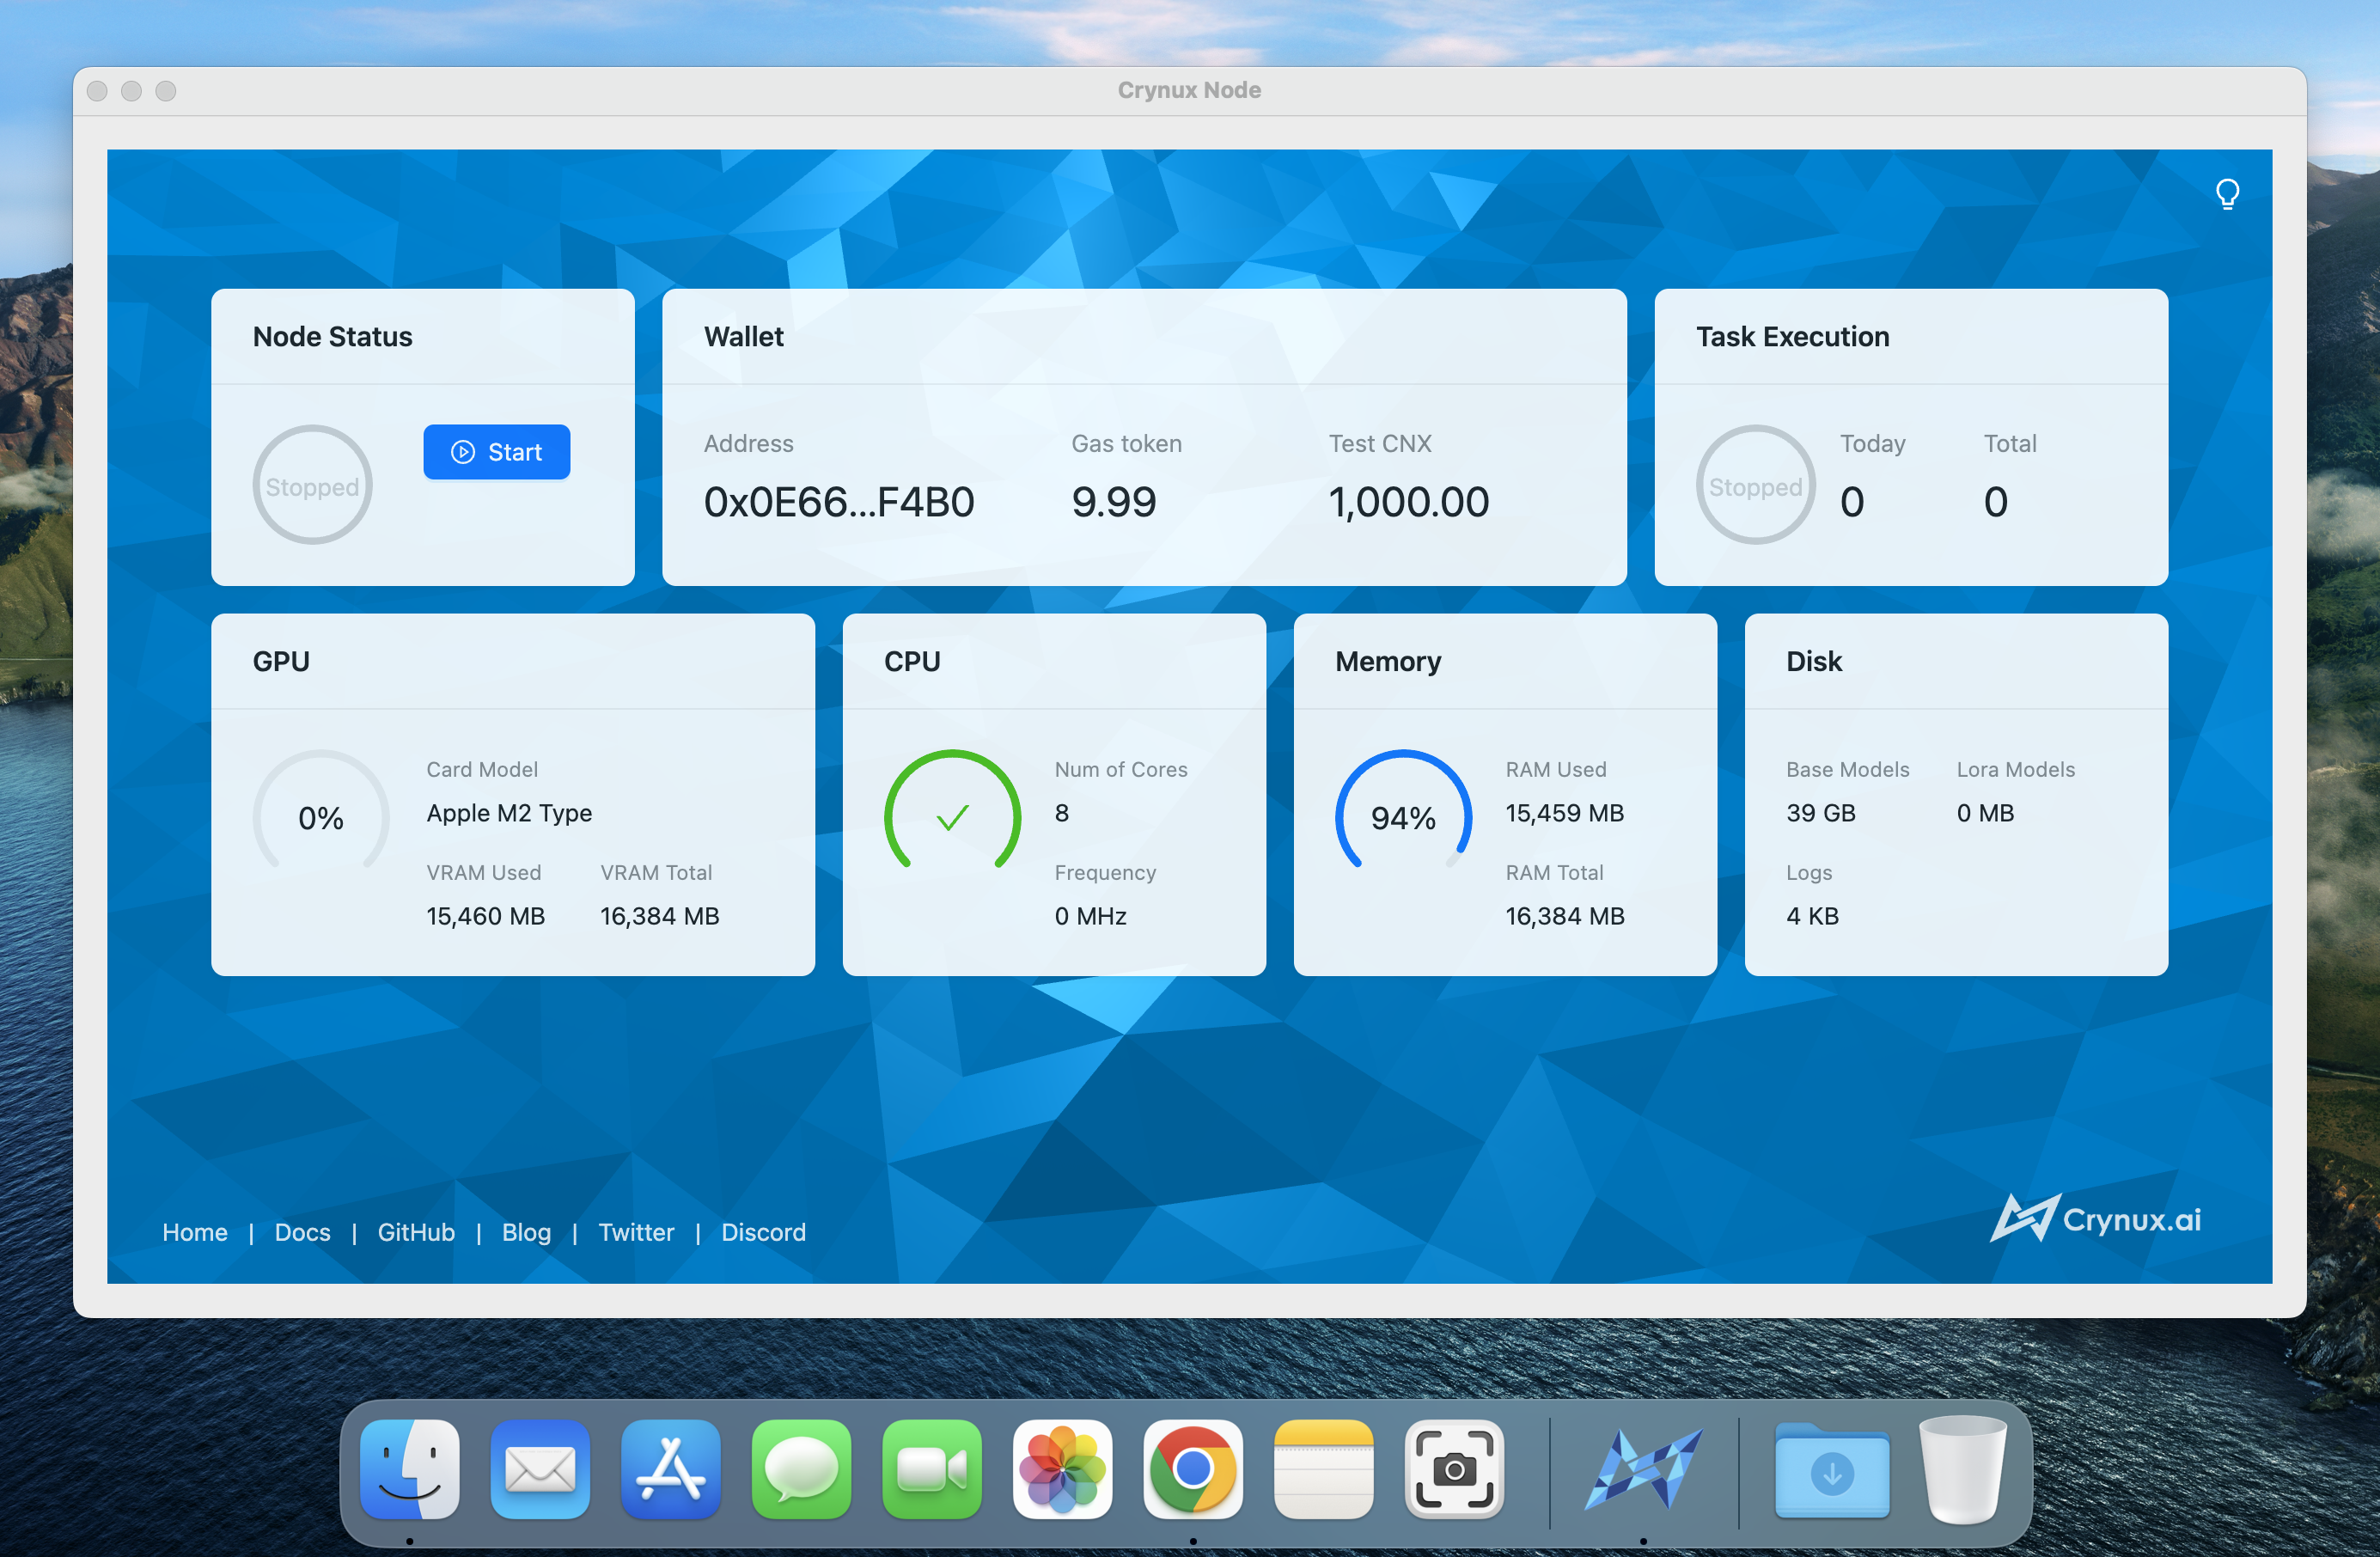 Crynux Node
Node Status
Stopped
Start
Wallet
Address
Gas token
Test CNX
0x0E66...F4B0
9.99
1,000.00
Task Execution
Stopped
Today
Total
0
0
GPU
0%
Card Model
Apple M2 Type
VRAM Used
VRAM Total
15,460 MB
16,384 MB
CPU
Num of Cores
8
Frequency
0 MHz
Memory
94%
RAM Used
15,459 MB
RAM Total
16,384 MB
Disk
Base Models
Lora Models
39 GB
0 MB
Logs
4 KB
Home | Docs | GitHub | Blog | Twitter | Discord
Crynux.ai